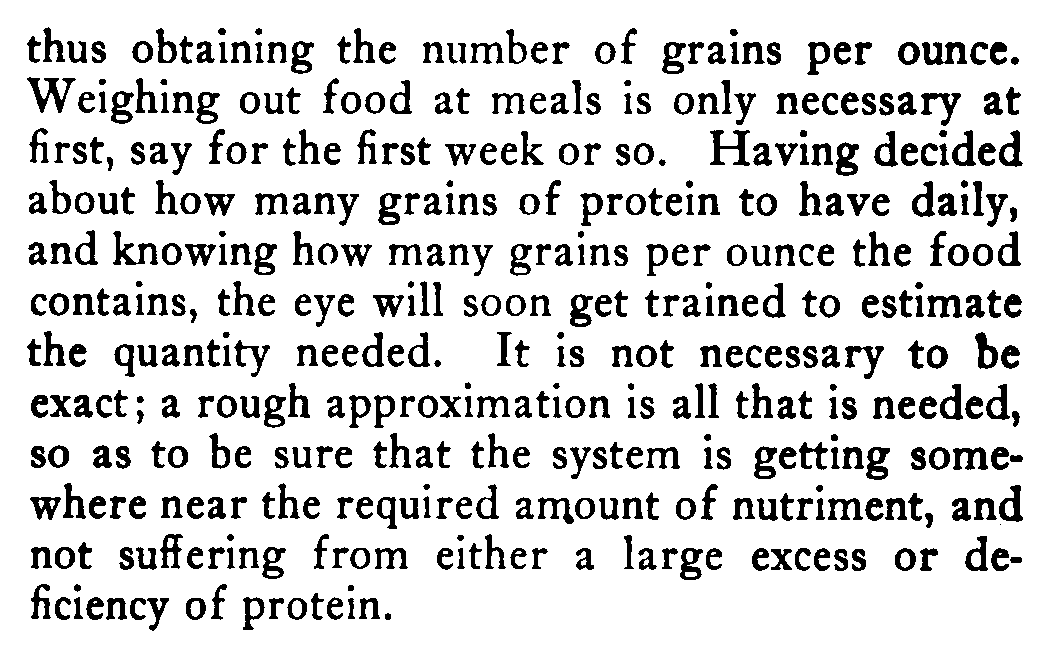 thus obtaining the number of grains per ounce.
Weighing out food at meals is only necessary at
first, say for the first week or so. Having decided
about how many grains of protein to have daily,
and knowing how many grains per ounce the food
contains, the eye will soon get trained to estimate
the quantity needed. It is not necessary to be
exact; a rough approximation is all that is needed,
so as to be sure that the system is getting some-
where near the required amount of nutriment, and
not suffering from either a large excess or de-
ficiency of protein.